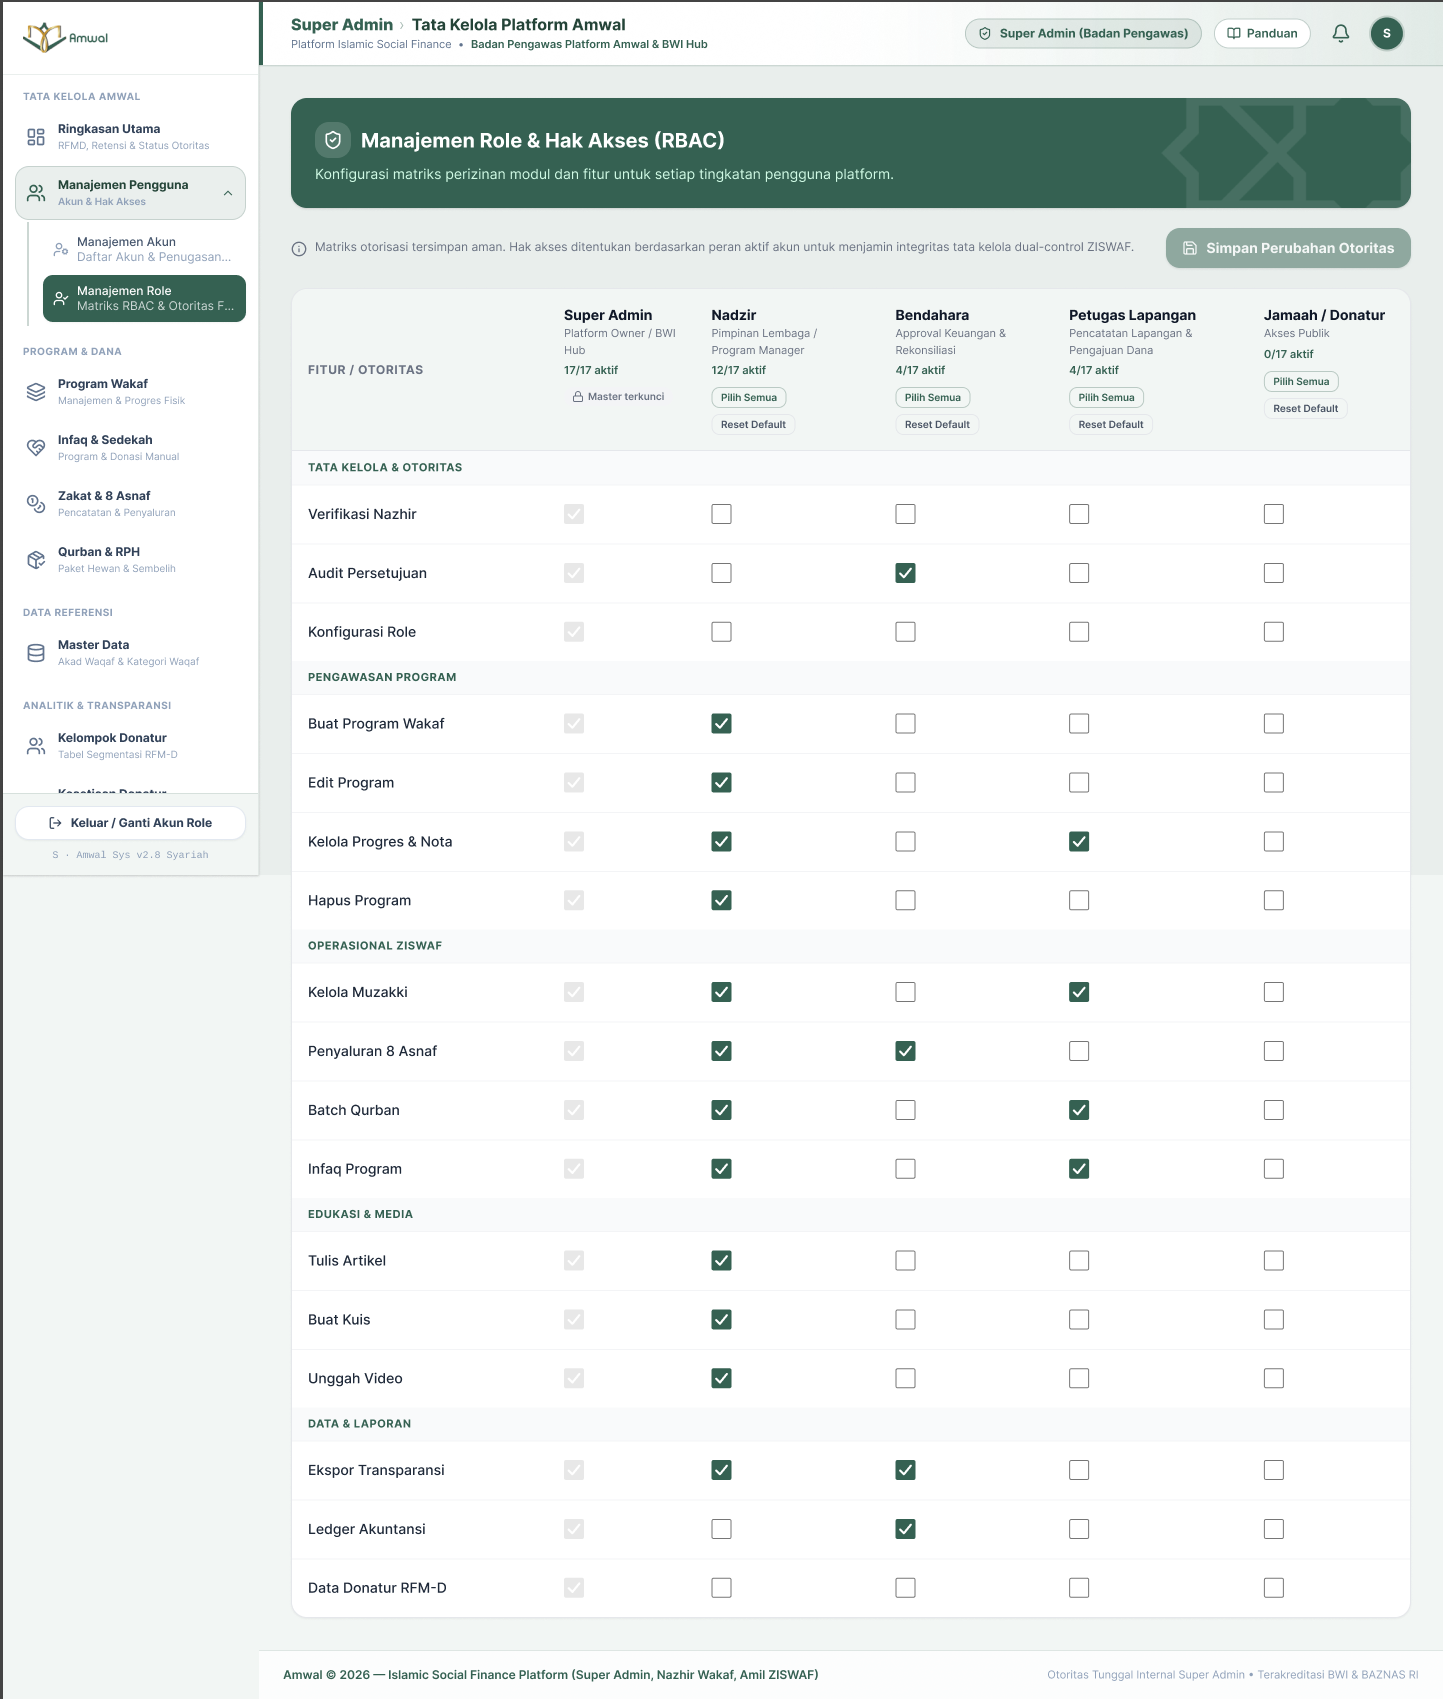 Amwal
TATA KELOLA AMWAL
Ringkasan Utama
RFMD, Retensi & Status Otoritas
Manajemen Pengguna
Akun & Hak Akses
Manajemen Akun
Daftar Akun & Penugasan...
Manajemen Role
Matriks RBAC & Otoritas F...
PROGRAM & DANA
Program Wakaf
Manajemen & Progres Fisik
Infaq & Sedekah
Program & Donasi Manual
Zakat & 8 Asnaf
Pencatatan & Penyaluran
Qurban & RPH
Paket Hewan & Sembelih
DATA REFERENSI
Master Data
Akad Waqaf & Kategori Waqaf
ANALITIK & TRANSPARANSI
Kelompok Donatur
Tabel Segmentasi RFM-D
Keluar / Ganti Akun Role
S · Amwal Sys v2.8 Syariah
Super Admin › Tata Kelola Platform Amwal
Platform Islamic Social Finance • Badan Pengawas Platform Amwal & BWI Hub
Super Admin (Badan Pengawas)
Panduan
S
Manajemen Role & Hak Akses (RBAC)
Konfigurasi matriks perizinan modul dan fitur untuk setiap tingkatan pengguna platform.
Matriks otorisasi tersimpan aman. Hak akses ditentukan berdasarkan peran aktif akun untuk menjamin integritas tata kelola dual-control ZISWAF.
Simpan Perubahan Otoritas
FITUR / OTORITAS
Super Admin
Platform Owner / BWI
Hub
17/17 aktif
Master terkunci
Nadzir
Pimpinan Lembaga /
Program Manager
12/17 aktif
Pilih Semua
Reset Default
Bendahara
Approval Keuangan &
Rekonsiliasi
4/17 aktif
Pilih Semua
Reset Default
Petugas Lapangan
Pencatatan Lapangan &
Pengajuan Dana
4/17 aktif
Pilih Semua
Reset Default
Jamaah / Donatur
Akses Publik
0/17 aktif
Pilih Semua
Reset Default
TATA KELOLA & OTORITAS
Verifikasi Nazhir
Audit Persetujuan
Konfigurasi Role
PENGAWASAN PROGRAM
Buat Program Wakaf
Edit Program
Kelola Progres & Nota
Hapus Program
OPERASIONAL ZISWAF
Kelola Muzakki
Penyaluran 8 Asnaf
Batch Qurban
Infaq Program
EDUKASI & MEDIA
Tulis Artikel
Buat Kuis
Unggah Video
DATA & LAPORAN
Ekspor Transparansi
Ledger Akuntansi
Data Donatur RFM-D
Amwal © 2026 — Islamic Social Finance Platform (Super Admin, Nazhir Wakaf, Amil ZISWAF)
Otoritas Tunggal Internal Super Admin • Terakreditasi BWI & BAZNAS RI